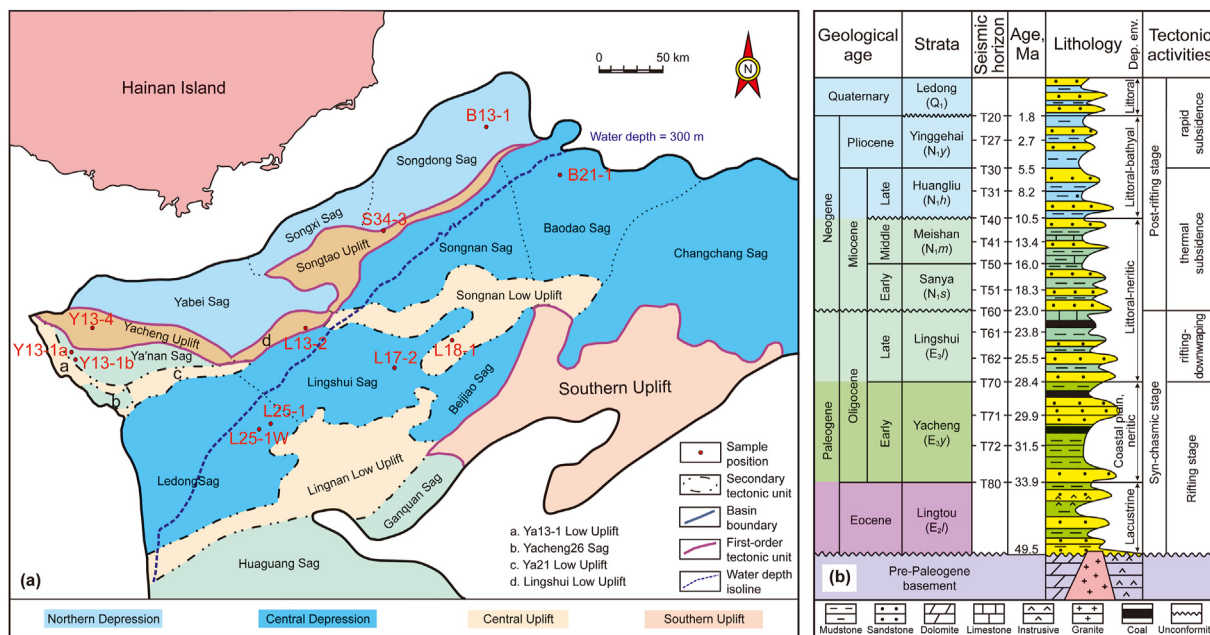 Hainan Island
0 50 km
N
B13-1
Water depth = 300 m
Songdong Sag
B21-1
S34-3
Songxi Sag
Baodao Sag
Songnan Sag
Songtao Uplift
Changchang Sag
Yabei Sag
Songnan Low Uplift
Y13-4
Yacheng Uplift
d
L13-2
L18-1
Y13-1a
Ya'nan Sag
Y13-1b
L17-2
a
c
Lingshui Sag
Beijiao Sag
Southern Uplift
b
L25-1
L25-1W
Lingnan Low Uplift
LedongSag
Ganquan Sag
Huaguang Sag
a. Ya13-1 Low Uplift
b. Yacheng26 Sag
c. Ya21 Low Uplift
d. Lingshui Low Uplift
Sample
position
Secondary
tectonic unit
Basin
boundary
First-order
tectonic unit
Water depth
isoline
(a)
Northern Depression
Central Depression
Central Uplift
Southern Uplift
Geological
age
Strata
Seismic
horizon
Age,
Ma
Lithology
Dep. env.
Tectonic
activities
Quaternary
Ledong
(Q₁)
Littoral
T20 1.8
Neogene
Pliocene
Yinggehai
(N₁y)
T27 2.7
rapid
subsidence
T30 5.5
Littoral-bathyal
Miocene
Late
Huangliu
(N₁h)
T31 8.2
T40 10.5
Post-rifting stage
Middle
Meishan
(N₁m)
T41 13.4
thermal
subsidence
T50 16.0
Early
Sanya
(N₁s)
T51 18.3
Littoral-neritic
T60 23.0
Paleogene
Oligocene
Late
Lingshui
(E₃l)
T61 23.8
T62 25.5
rifting-
downwraping
T70 28.4
Early
Yacheng
(E₃y)
T71 29.9
T72 31.5
Coastal plain,
neritic
Syn-chasmic stage
Rifting stage
T80 33.9
Eocene
Lingtou
(E₂l)
Lacustrine
49.5
(b)
Pre-Paleogene
basement
Mudstone
Sandstone
Dolomite
Limestone
Instrusive
Granite
Coal
Unconformit